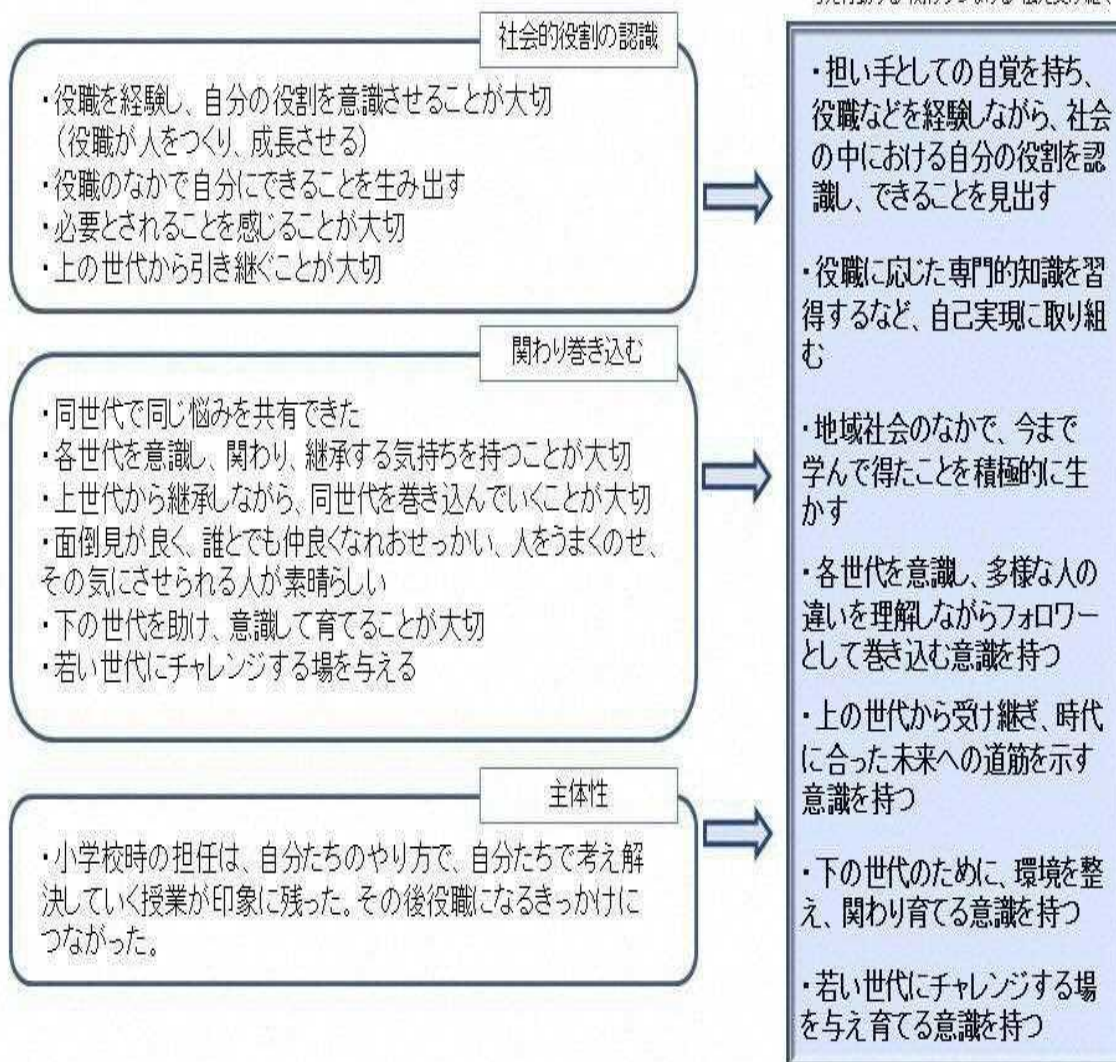 社会的役割の認識
・役職を経験し、自分の役割を意識させることが大切
（役職が人をつくり、成長させる）
・役職のなかで自分にできることを生み出す
・必要とされることを感じることが大切
・上の世代から引き継ぐことが大切
関わり巻き込む
・同世代で同じ悩みを共有できた
・各世代を意識し、関わり、継承する気持ちを持つことが大切
・上世代から継承しながら、同世代を巻き込んでいくことが大切
・面倒見が良く、誰とでも仲良くなれおせっかい、人をうまくのせ、
その気にさせられる人が素晴らしい
・下の世代を助け、意識して育てることが大切
・若い世代にチャレンジする場を与える
主体性
・小学校時の担任は、自分たちのやり方で、自分たちで考え解
決していく授業が印象に残った。その後役職になるきっかけに
つながった。
・担い手としての自覚を持ち、
役職などを経験しながら、社会
の中における自分の役割を認
識し、できることを見出す
・役職に応じた専門的知識を習
得するなど、自己実現に取り組
む
・地域社会のなかで、今まで
学んで得たことを積極的に生
かす
・各世代を意識し、多様な人の
違いを理解しながらフォロワー
として巻き込む意識を持つ
・上の世代から受け継ぎ、時代
に合った未来への道筋を示す
意識を持つ
・下の世代のために、環境を整
え、関わり育てる意識を持つ
・若い世代にチャレンジする場
を与え育てる意識を持つ